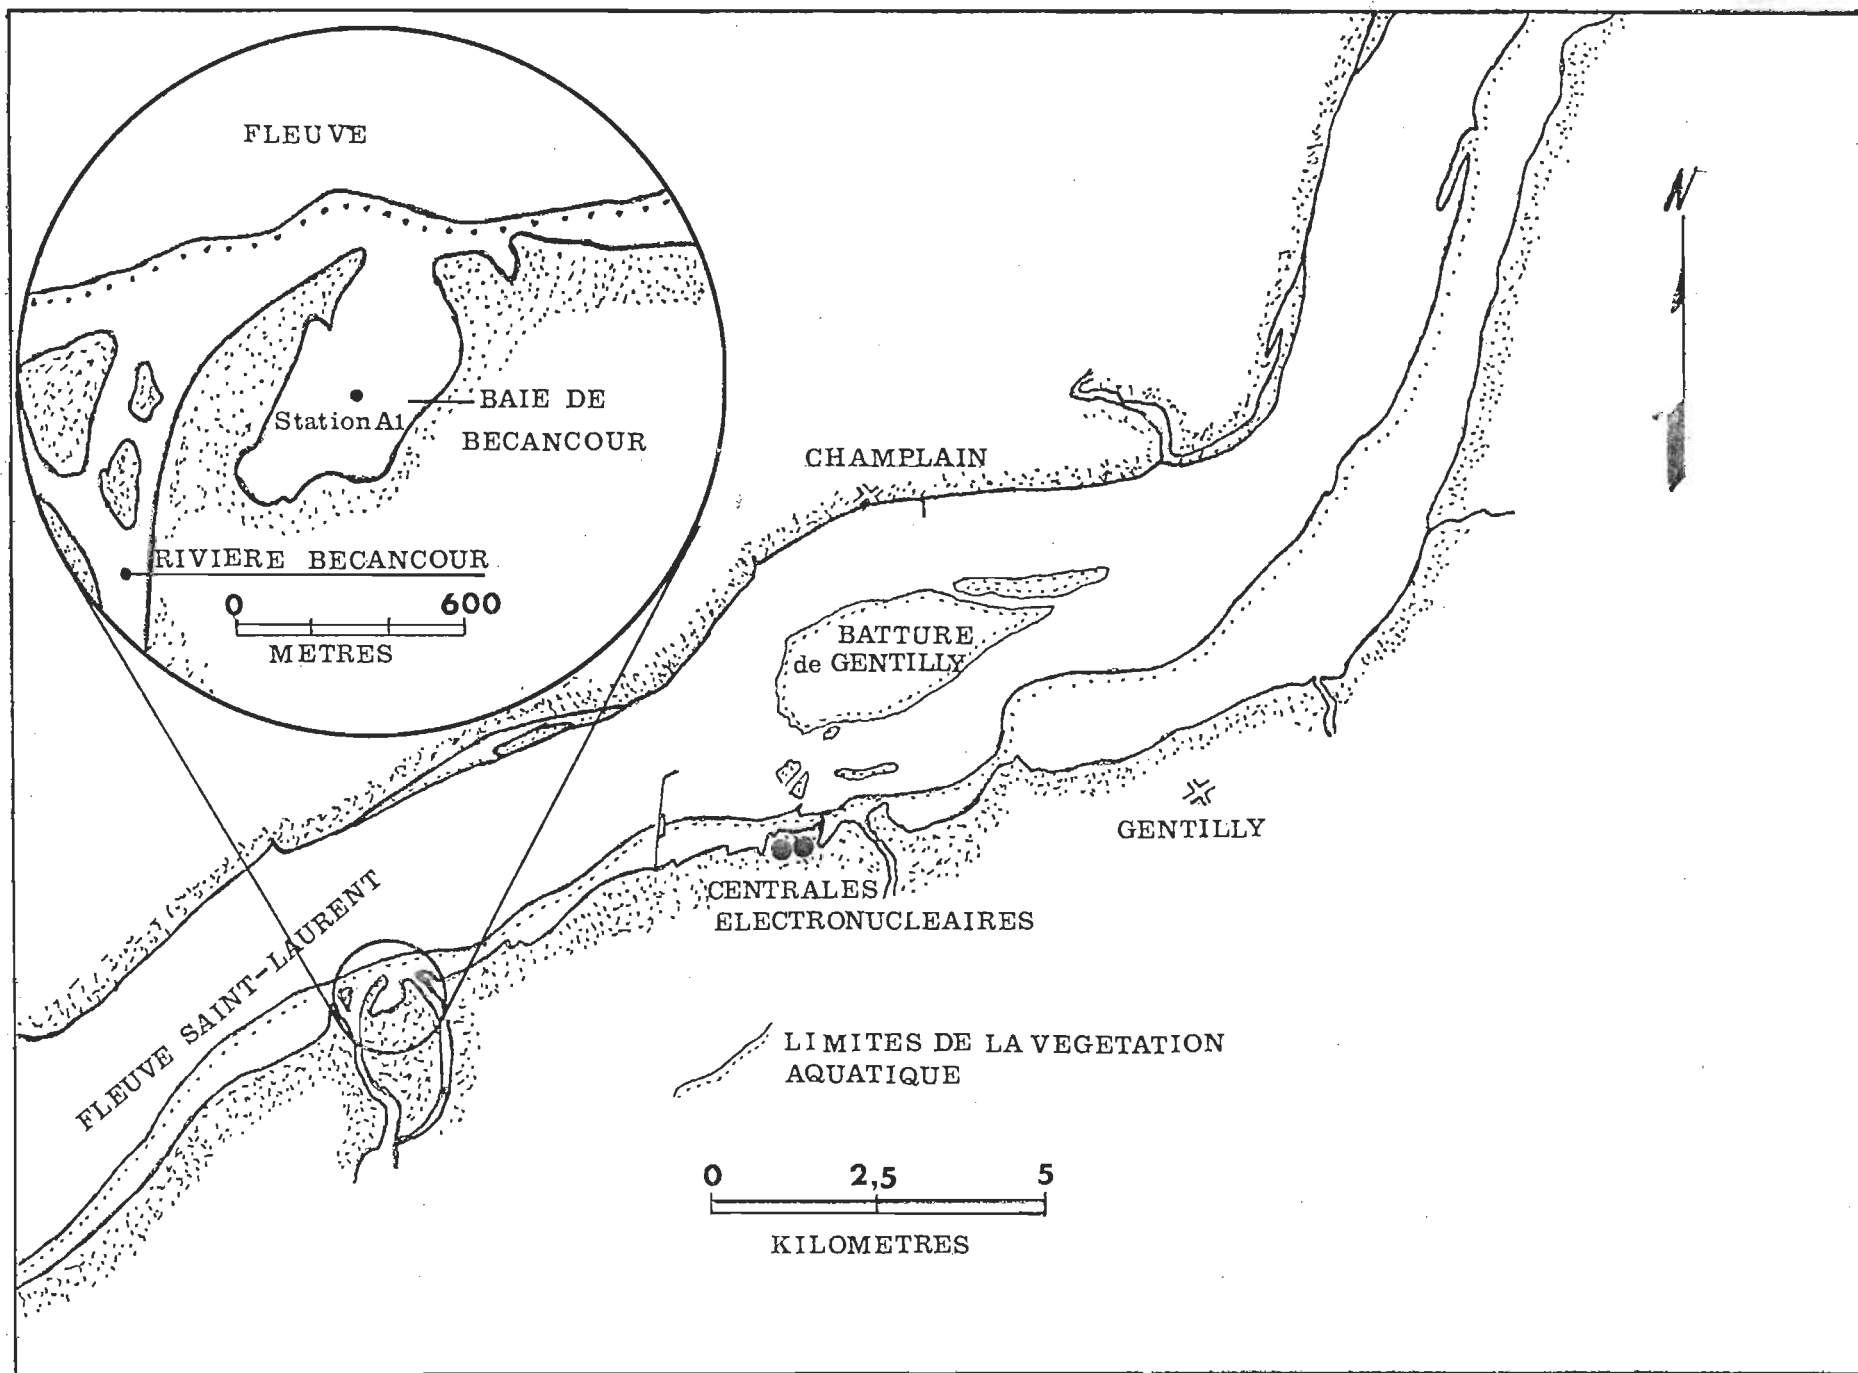 FLEUVE
N
Station A1
BAIE DE
BECANCOUR
CHAMPLAIN
RIVIERE BECANCOUR
0 600
METRES
BATTURE
de GENTILLY
GENTILLY
CENTRALES
ELECTRONUCLEAIRES
FLEUVE SAINT-LAURENT
LIMITES DE LA VEGETATION
AQUATIQUE
0 2,5 5
KILOMETRES